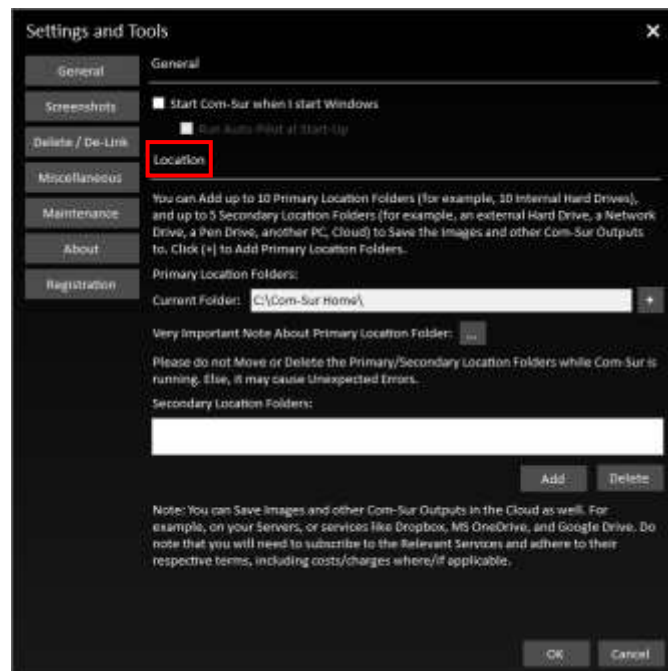 Settings and Tools
General
Screenshots
Delete / De-Link
Miscellaneous
Maintenance
About
Registration
General
Start Com-Sur when I start Windows
Run Auto-Pilot at Start-Up
Location
You can Add up to 10 Primary Location Folders (for example, 10 Internal Hard Drives),
and up to 5 Secondary Location Folders (for example, an external Hard Drive, a Network
Drive, a Pen Drive, another PC, Cloud) to Save the Images and other Com-Sur Outputs
to. Click (+) to Add Primary Location Folders.
Primary Location Folders:
Current Folder: C:\Com-Sur Home\ +
Very Important Note About Primary Location Folder: ...
Please do not Move or Delete the Primary/Secondary Location Folders while Com-Sur is
running. Else, it may cause Unexpected Errors.
Secondary Location Folders:
Add Delete
Note: You can Save Images and other Com-Sur Outputs in the Cloud as well. For
example, on your Servers, or services like Dropbox, MS OneDrive, and Google Drive. Do
note that you will need to subscribe to the Relevant Services and adhere to their
respective terms, including costs/charges where/if applicable.
OK Cancel